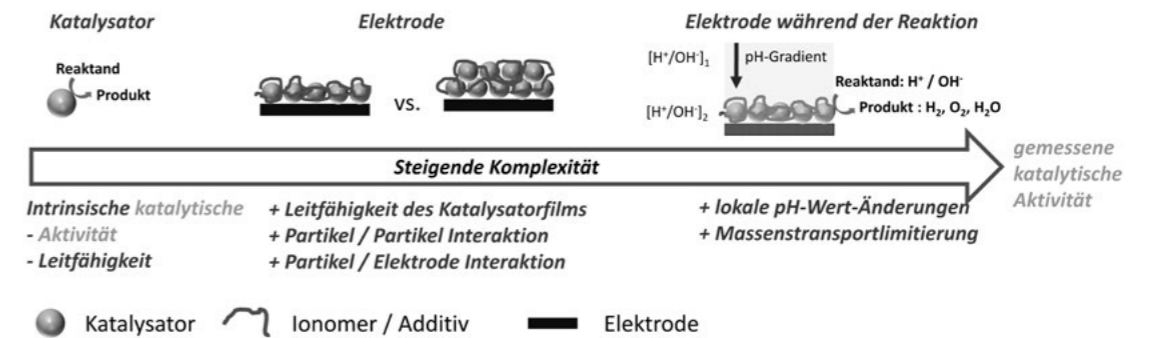 Katalysator
Elektrode
Elektrode während der Reaktion
Reaktand
Produkt
vs.
[H⁺/OH⁻]₁
pH-Gradient
Reaktand: H⁺ / OH⁻
[H⁺/OH⁻]₂
Produkt : H₂, O₂, H₂O
Steigende Komplexität
gemessene
katalytische
Aktivität
Intrinsische katalytische
- Aktivität
- Leitfähigkeit
+ Leitfähigkeit des Katalysatorfilms
+ Partikel / Partikel Interaktion
+ Partikel / Elektrode Interaktion
+ lokale pH-Wert-Änderungen
+ Massenstransportlimitierung
Katalysator
Ionomer / Additiv
Elektrode